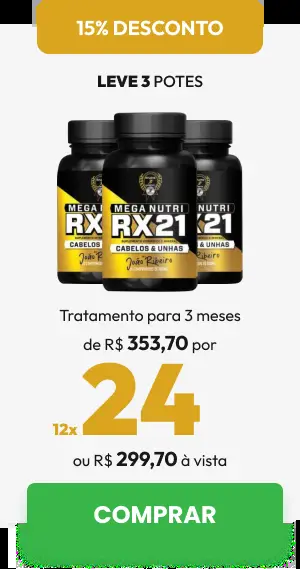 15% DESCONTO
LEVE 3 POTES
MEGA NUTRI
RX21
CABELOS & UNHAS
João Ribeiro
Tratamento para 3 meses
de R$ 353,70 por
12x 24
ou R$ 299,70 à vista
COMPRAR